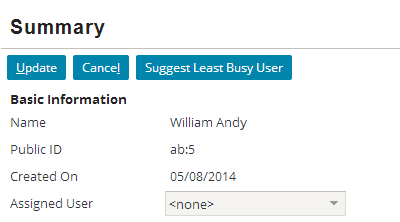 Summary
Update Cancel Suggest Least Busy User
Basic Information
Name William Andy
Public ID ab:5
Created On 05/08/2014
Assigned User <none>